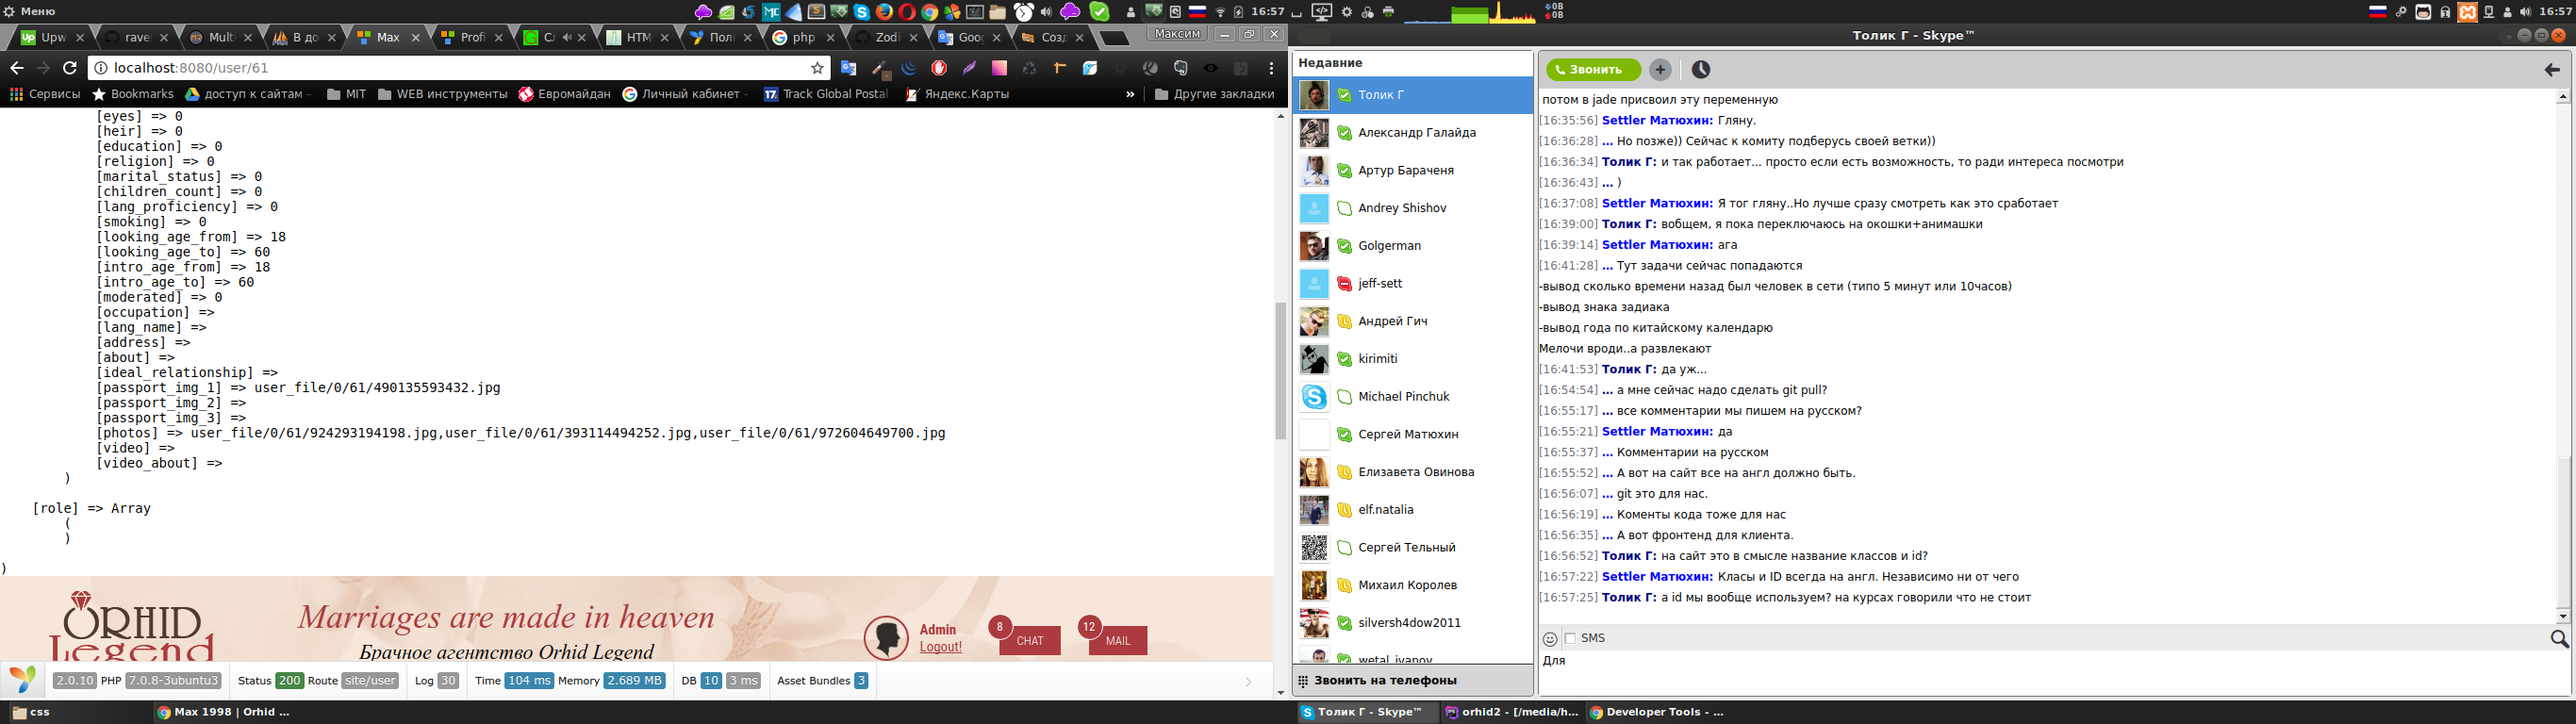 Меню
16:57
16:57
0B
0B
Upw
rave
Multi
В до
Max
Profi
HTM
Пол
php
Zodi
Goo
Созд
Максим
localhost:8080/user/61
Сервисы
Bookmarks
доступ к сайтам
MIT
WEB инструменты
Евромайдан
Личный кабинет
Track Global Postal
Яндекс.Карты
»
Другие закладки
[eyes] => 0
[heir] => 0
[education] => 0
[religion] => 0
[marital_status] => 0
[children_count] => 0
[lang_proficiency] => 0
[smoking] => 0
[looking_age_from] => 18
[looking_age_to] => 60
[intro_age_from] => 18
[intro_age_to] => 60
[moderated] => 0
[occupation] =>
[lang_name] =>
[address] =>
[about] =>
[ideal_relationship] =>
[passport_img_1] => user_file/0/61/490135593432.jpg
[passport_img_2] =>
[passport_img_3] =>
[photos] => user_file/0/61/924293194198.jpg,user_file/0/61/393114494252.jpg,user_file/0/61/972604649700.jpg
[video] =>
[video_about] =>
)
[role] => Array
(
)
)
ORHID
Legend
Marriages are made in heaven
Брачное агентство Orhid Legend
Admin
Logout!
8
CHAT
12
MAIL
2.0.10 PHP 7.0.8-3ubuntu3 Status 200 Route site/user Log 30 Time 104 ms Memory 2.689 MB DB 10 3 ms Asset Bundles 3
css
Max 1998 | Orhid ...
Толик Г - Skype™
Недавние
Толик Г
Александр Галайда
Артур Бараченя
Andrey Shishov
Golgerman
jeff-sett
Андрей Гич
kirimiti
Michael Pinchuk
Сергей Матюхин
Елизавета Овинова
elf.natalia
Сергей Тельный
Михаил Королев
silversh4dow2011
wetal_ivanov
Звонить на телефоны
Звонить
потом в jade присвоил эту переменную
[16:35:56] Settler Матюхин: Гляну.
[16:36:28] ... Но позже)) Сейчас к комиту подберусь своей ветки))
[16:36:34] Толик Г: и так работает... просто если есть возможность, то ради интереса посмотри
[16:36:43] ... )
[16:37:08] Settler Матюхин: Я тог гляну..Но лучше сразу смотреть как это сработает
[16:39:00] Толик Г: вобщем, я пока переключаюсь на окошки+анимашки
[16:39:14] Settler Матюхин: ага
[16:41:28] ... Тут задачи сейчас попадаются
-вывод сколько времени назад был человек в сети (типо 5 минут или 10часов)
-вывод знака задиака
-вывод года по китайскому календарю
Мелочи вроди..а развлекают
[16:41:53] Толик Г: да уж...
[16:54:54] ... а мне сейчас надо сделать git pull?
[16:55:17] ... все комментарии мы пишем на русском?
[16:55:21] Settler Матюхин: да
[16:55:37] ... Комментарии на русском
[16:55:52] ... А вот на сайт все на англ должно быть.
[16:56:07] ... git это для нас.
[16:56:19] ... Коменты кода тоже для нас
[16:56:35] ... А вот фронтенд для клиента.
[16:56:52] Толик Г: на сайт это в смысле название классов и id?
[16:57:22] Settler Матюхин: Класы и ID всегда на англ. Независимо ни от чего
[16:57:25] Толик Г: а id мы вообще используем? на курсах говорили что не стоит
SMS
Для
Толик Г - Skype™
orhid2 - [/media/h...
Developer Tools - ...